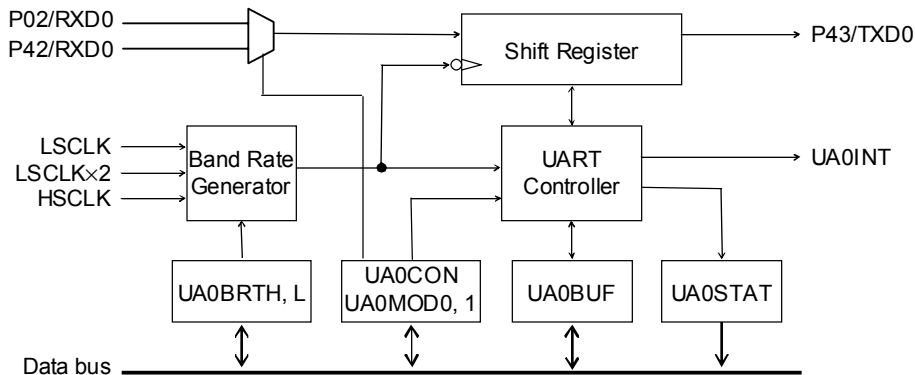 P02/RXD0
P42/RXD0
Shift Register
P43/TXD0
LSCLK
LSCLK×2
HSCLK
Band Rate
Generator
UART
Controller
UA0INT
UA0BRTH, L
UA0CON
UA0MOD0, 1
UA0BUF
UA0STAT
Data bus